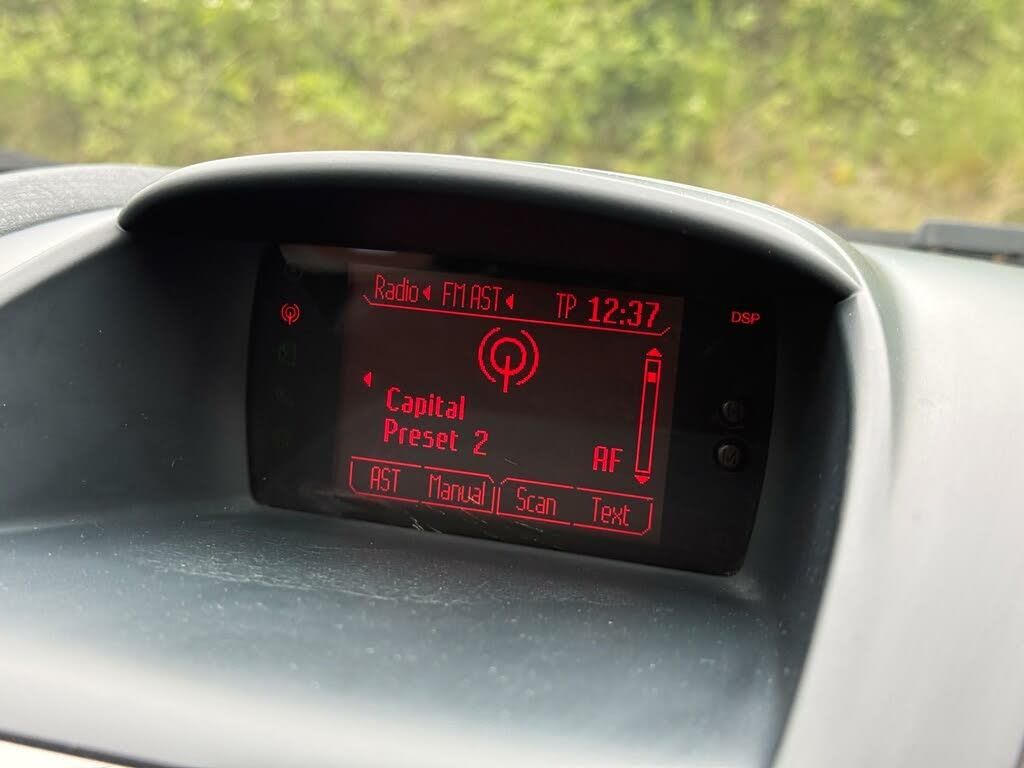 Radio FM AST TP 12:37
DSP
Capital
Preset 2
AF
AST Manual Scan Text